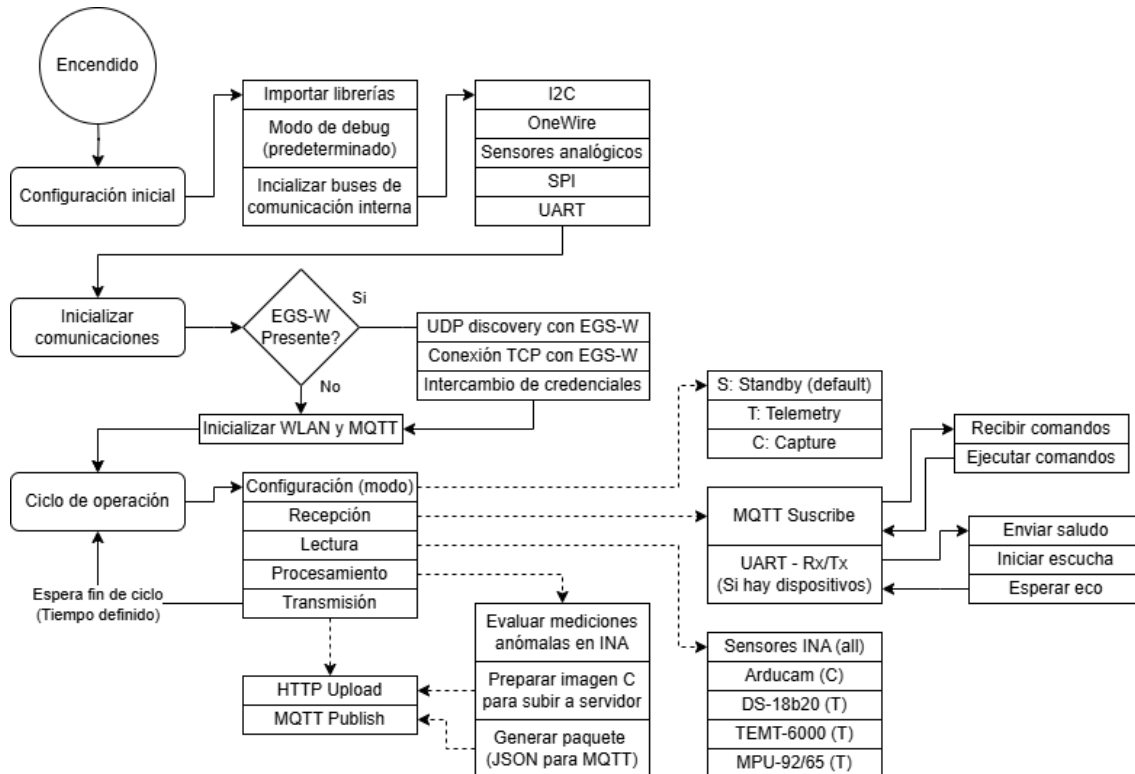 Encendido
Configuración inicial
Importar librerías
Modo de debug
(predeterminado)
Incializar buses de
comunicación interna
I2C
OneWire
Sensores analógicos
SPI
UART
Inicializar
comunicaciones
EGS-W
Presente?
Si
No
UDP discovery con EGS-W
Conexión TCP con EGS-W
Intercambio de credenciales
Inicializar WLAN y MQTT
Ciclo de operación
Configuración (modo)
Recepción
Lectura
Procesamiento
Transmisión
Espera fin de ciclo
(Tiempo definido)
S: Standby (default)
T: Telemetry
C: Capture
MQTT Suscribe
UART - Rx/Tx
(Si hay dispositivos)
Recibir comandos
Ejecutar comandos
Enviar saludo
Iniciar escucha
Esperar eco
Evaluar mediciones
anómalas en INA
Preparar imagen C
para subir a servidor
Generar paquete
(JSON para MQTT)
HTTP Upload
MQTT Publish
Sensores INA (all)
Arducam (C)
DS-18b20 (T)
TEMT-6000 (T)
MPU-92/65 (T)